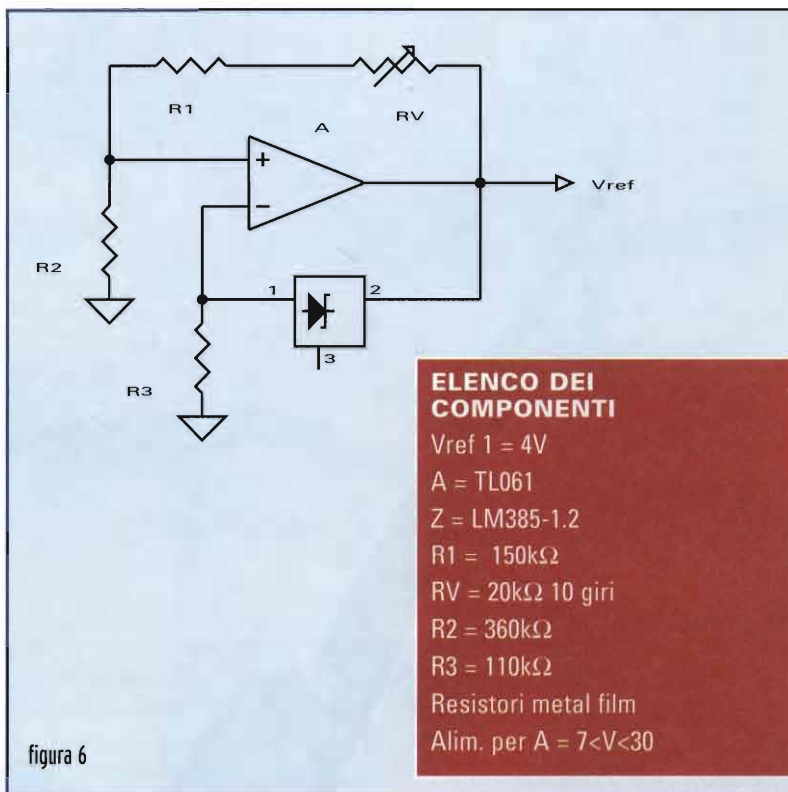 R1
RV
A
+
Vref
−
R2
1
2
3
R3
ELENCO DEI
COMPONENTI
Vref 1 = 4V
A = TL061
Z = LM385-1.2
R1 = 150kΩ
RV = 20kΩ 10 giri
R2 = 360kΩ
R3 = 110kΩ
Resistori metal film
Alim. per A = 7<V<30
figura 6